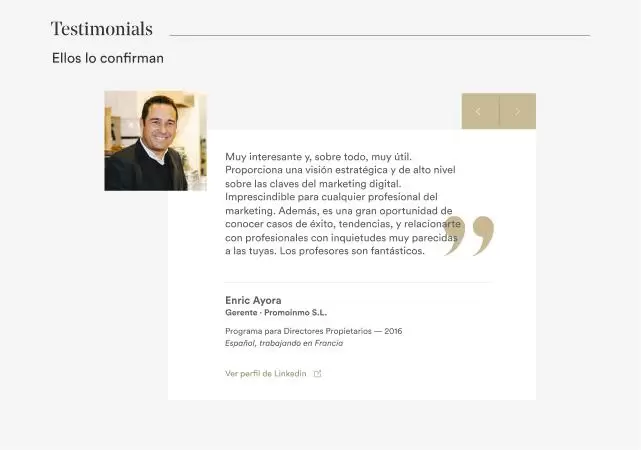 Testimonials
Ellos lo confirman
Muy interesante y, sobre todo, muy útil.
Proporciona una visión estratégica y de alto nivel
sobre las claves del marketing digital.
Imprescindible para cualquier profesional del
marketing. Además, es una gran oportunidad de
conocer casos de éxito, tendencias, y relacionarte
con profesionales con inquietudes muy parecidas
a las tuyas. Los profesores son fantásticos.
Enric Ayora
Gerente · Promoinmo S.L.
Programa para Directores Propietarios — 2016
Español, trabajando en Francia
Ver perfil de Linkedin